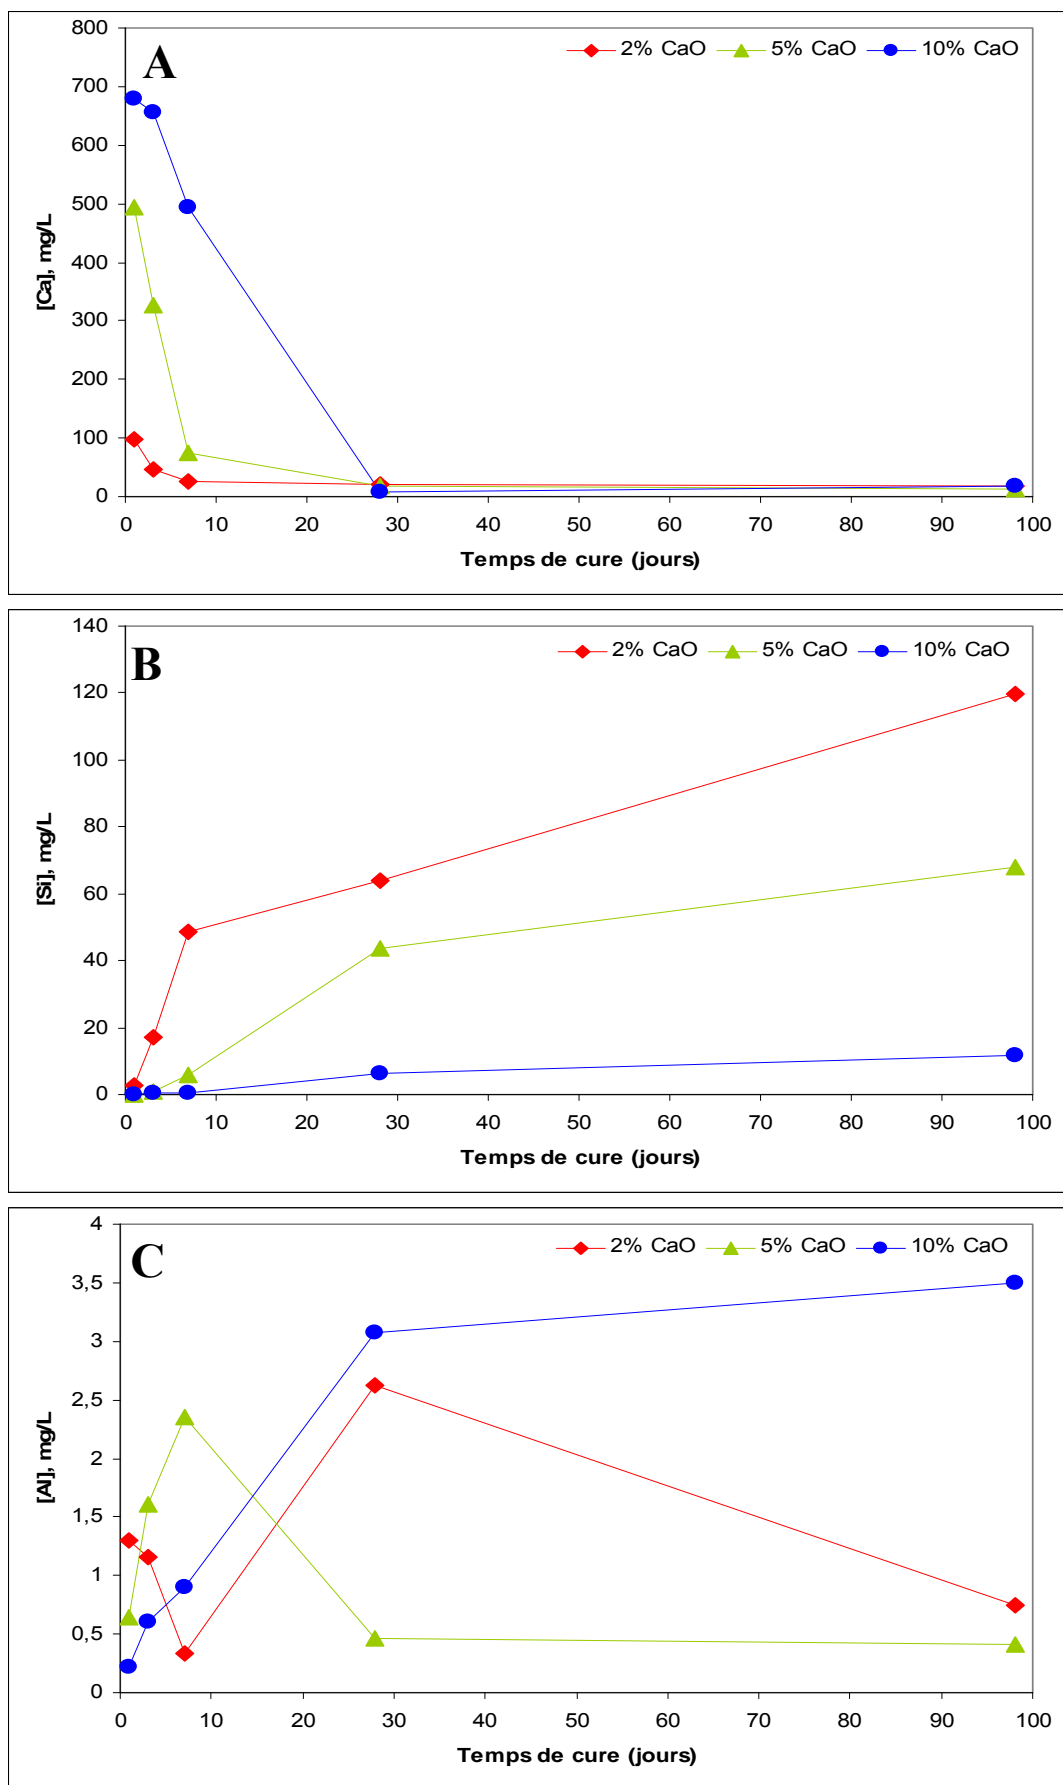 A
2% CaO 5% CaO 10% CaO
800
700
600
500
400
300
200
100
0
[Ca], mg/L
0 10 20 30 40 50 60 70 80 90 100
Temps de cure (jours)
B
2% CaO 5% CaO 10% CaO
140
120
100
80
60
40
20
0
[Si], mg/L
0 10 20 30 40 50 60 70 80 90 100
Temps de cure (jours)
C
2% CaO 5% CaO 10% CaO
4
3,5
3
2,5
2
1,5
1
0,5
0
[Al], mg/L
0 10 20 30 40 50 60 70 80 90 100
Temps de cure (jours)